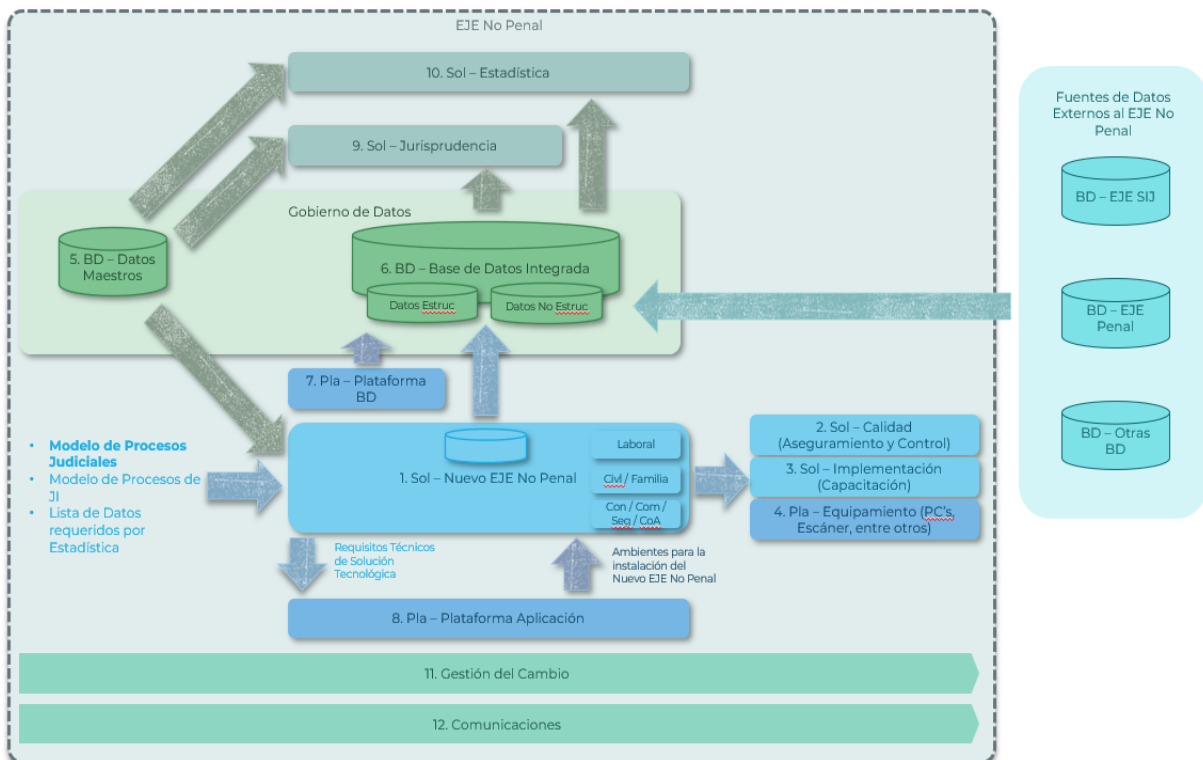 EJE No Penal
10. Sol – Estadística
9. Sol – Jurisprudencia
Gobierno de Datos
5. BD – Datos
Maestros
6. BD – Base de Datos Integrada
Datos Estruc
Datos No Estruc
7. Pla – Plataforma
BD
• Modelo de Procesos
Judiciales
• Modelo de Procesos de
JI
• Lista de Datos
requeridos por
Estadística
1. Sol – Nuevo EJE No Penal
Laboral
Civl / Familia
Con / Com /
Seg / CoA
2. Sol – Calidad
(Aseguramiento y Control)
3. Sol – Implementación
(Capacitación)
4. Pla – Equipamiento (PC's,
Escáner, entre otros)
Requisitos Técnicos
de Solución
Tecnológica
Ambientes para la
instalación del
Nuevo EJE No Penal
8. Pla – Plataforma Aplicación
11. Gestión del Cambio
12. Comunicaciones
Fuentes de Datos
Externos al EJE No
Penal
BD – EJE SIJ
BD – EJE
Penal
BD – Otras
BD